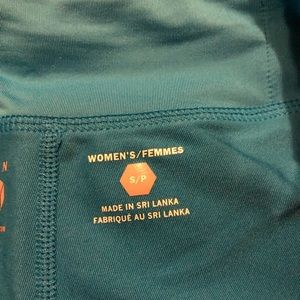 WOMEN'S/FEMMES
S/P
MADE IN SRI LANKA
FABRIQUÉ AU SRI LANKA